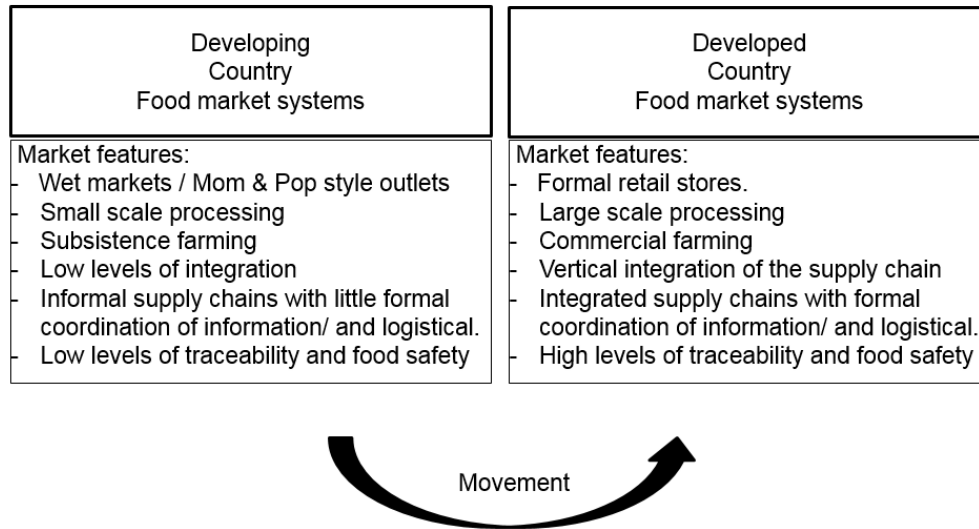 Developing
Country
Food market systems
Market features:
- Wet markets / Mom & Pop style outlets
- Small scale processing
- Subsistence farming
- Low levels of integration
- Informal supply chains with little formal
coordination of information/ and logistical.
- Low levels of traceability and food safety
Developed
Country
Food market systems
Market features:
- Formal retail stores.
- Large scale processing
- Commercial farming
- Vertical integration of the supply chain
- Integrated supply chains with formal
coordination of information/ and logistical.
- High levels of traceability and food safety
Movement